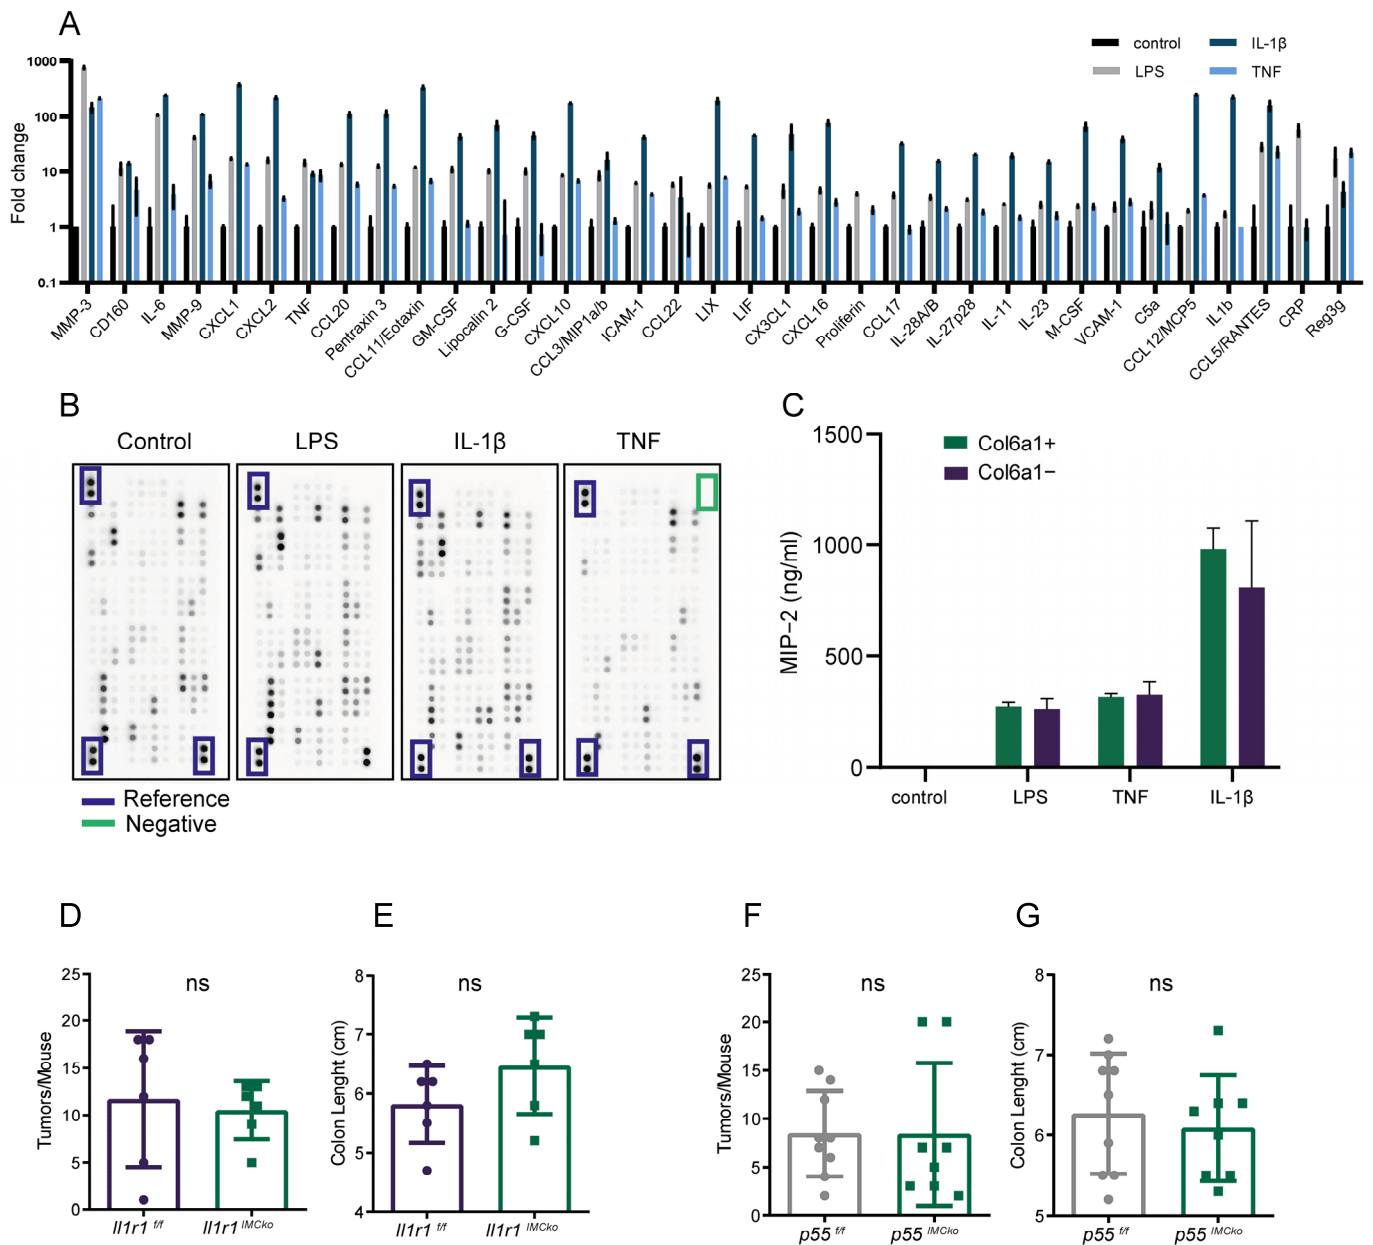 A
control
IL-1β
LPS
TNF
Fold change
1000
100
10
1
0.1
MMP-3
CD160
IL-6
MMP-9
CXCL1
CXCL2
TNF
CCL20
Pentraxin 3
CCL11/Eotaxin
GM-CSF
Lipocalin 2
G-CSF
CXCL10
CCL3/MIP1a/b
ICAM-1
CCL22
LIX
LIF
CX3CL1
CXCL16
Proliferin
CCL17
IL-28A/B
IL-27p28
IL-11
IL-23
M-CSF
VCAM-1
C5a
CCL12/MCP5
IL1b
CCL5/RANTES
CRP
Reg3g
B
Control
LPS
IL-1β
TNF
Reference
Negative
C
Col6a1+
Col6a1−
MIP−2 (ng/ml)
1500
1000
500
0
control
LPS
TNF
IL-1β
D
ns
Tumors/Mouse
25
20
15
10
5
0
Il1r1 f/f
Il1r1 IMCko
E
ns
Colon Lenght (cm)
8
7
6
5
4
Il1r1 f/f
Il1r1 IMCko
F
ns
Tumors/Mouse
25
20
15
10
5
0
p55 f/f
p55 IMCko
G
ns
Colon Lenght (cm)
8
7
6
5
p55 f/f
p55 IMCko